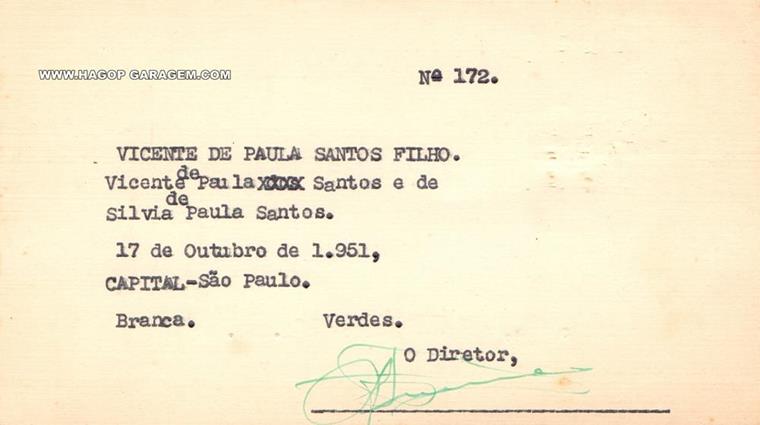 WWW.HAGOP GARAGEM.COM
Nº 172.
VICENTE DE PAULA SANTOS FILHO.
Vicente de Paula xxxx Santos e de
Silvia de Paula Santos.
17 de Outubro de 1.951,
CAPITAL-São Paulo.
Branca. Verdes.
O Diretor,